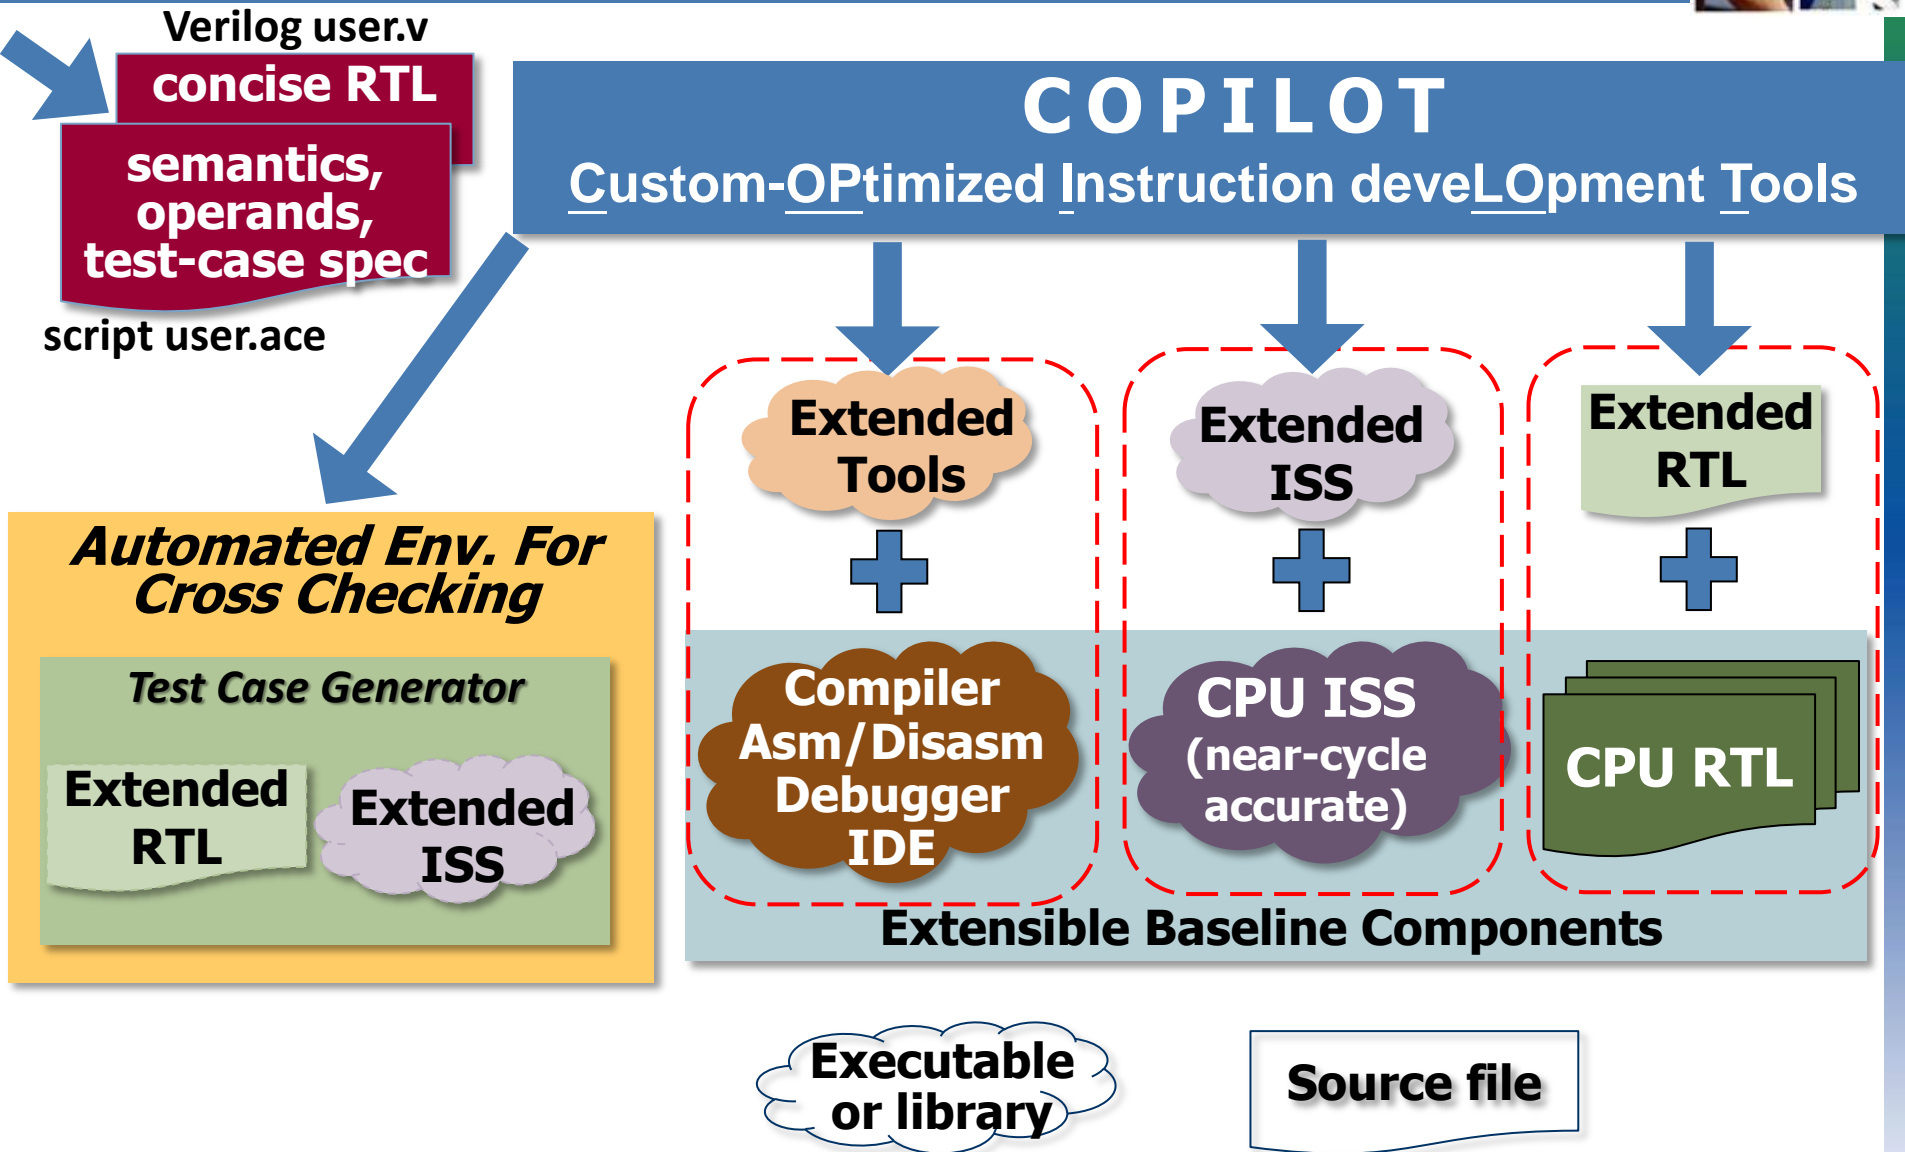 Verilog user.v
concise RTL
semantics,
operands,
test-case spec
script user.ace
COPILOT
Custom-OPtimized Instruction deveLOpment Tools
Extended
Tools
Extended
ISS
Extended
RTL
Automated Env. For
Cross Checking
Test Case Generator
Extended
RTL
Extended
ISS
Compiler
Asm/Disasm
Debugger
IDE
CPU ISS
(near-cycle
accurate)
CPU RTL
Extensible Baseline Components
Executable
or library
Source file